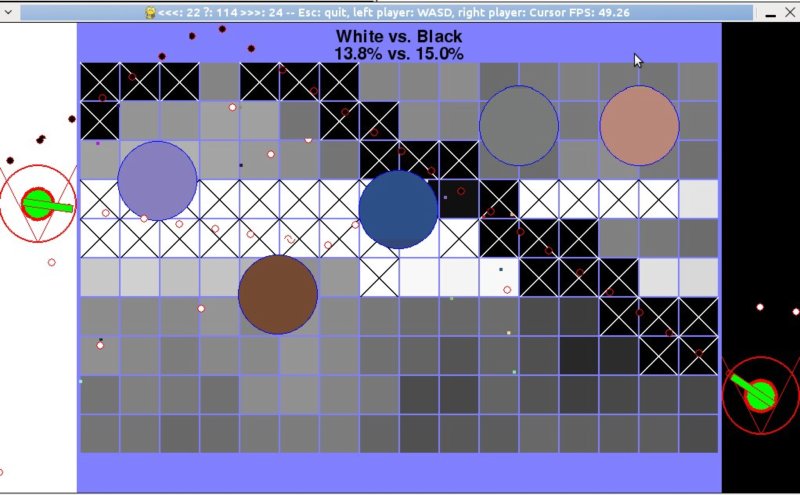 <<<: 22 ?: 114 >>>: 24 -- Esc: quit, left player: WASD, right player: Cursor FPS: 49.26
White vs. Black
13.8% vs. 15.0%